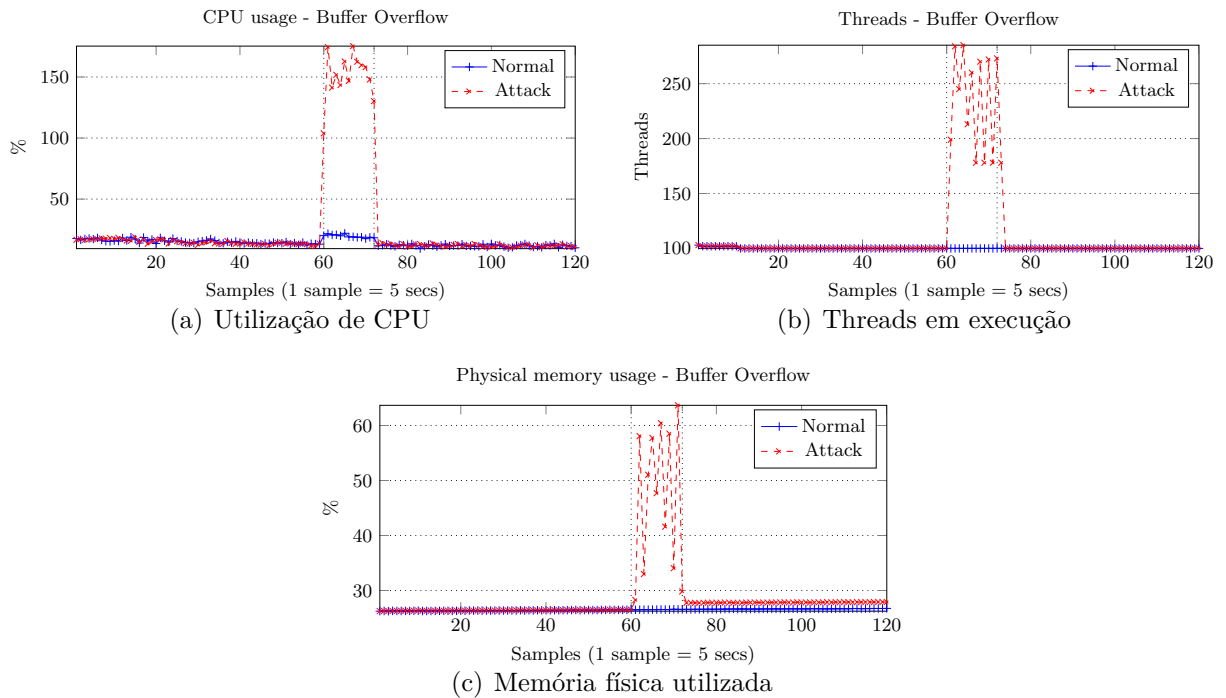 CPU usage - Buffer Overflow
%
150
100
50
Normal
Attack
20 40 60 80 100 120
Samples (1 sample = 5 secs)
(a) Utilização de CPU
Threads - Buffer Overflow
Threads
250
200
150
100
Normal
Attack
20 40 60 80 100 120
Samples (1 sample = 5 secs)
(b) Threads em execução
Physical memory usage - Buffer Overflow
%
60
50
40
30
Normal
Attack
20 40 60 80 100 120
Samples (1 sample = 5 secs)
(c) Memória física utilizada